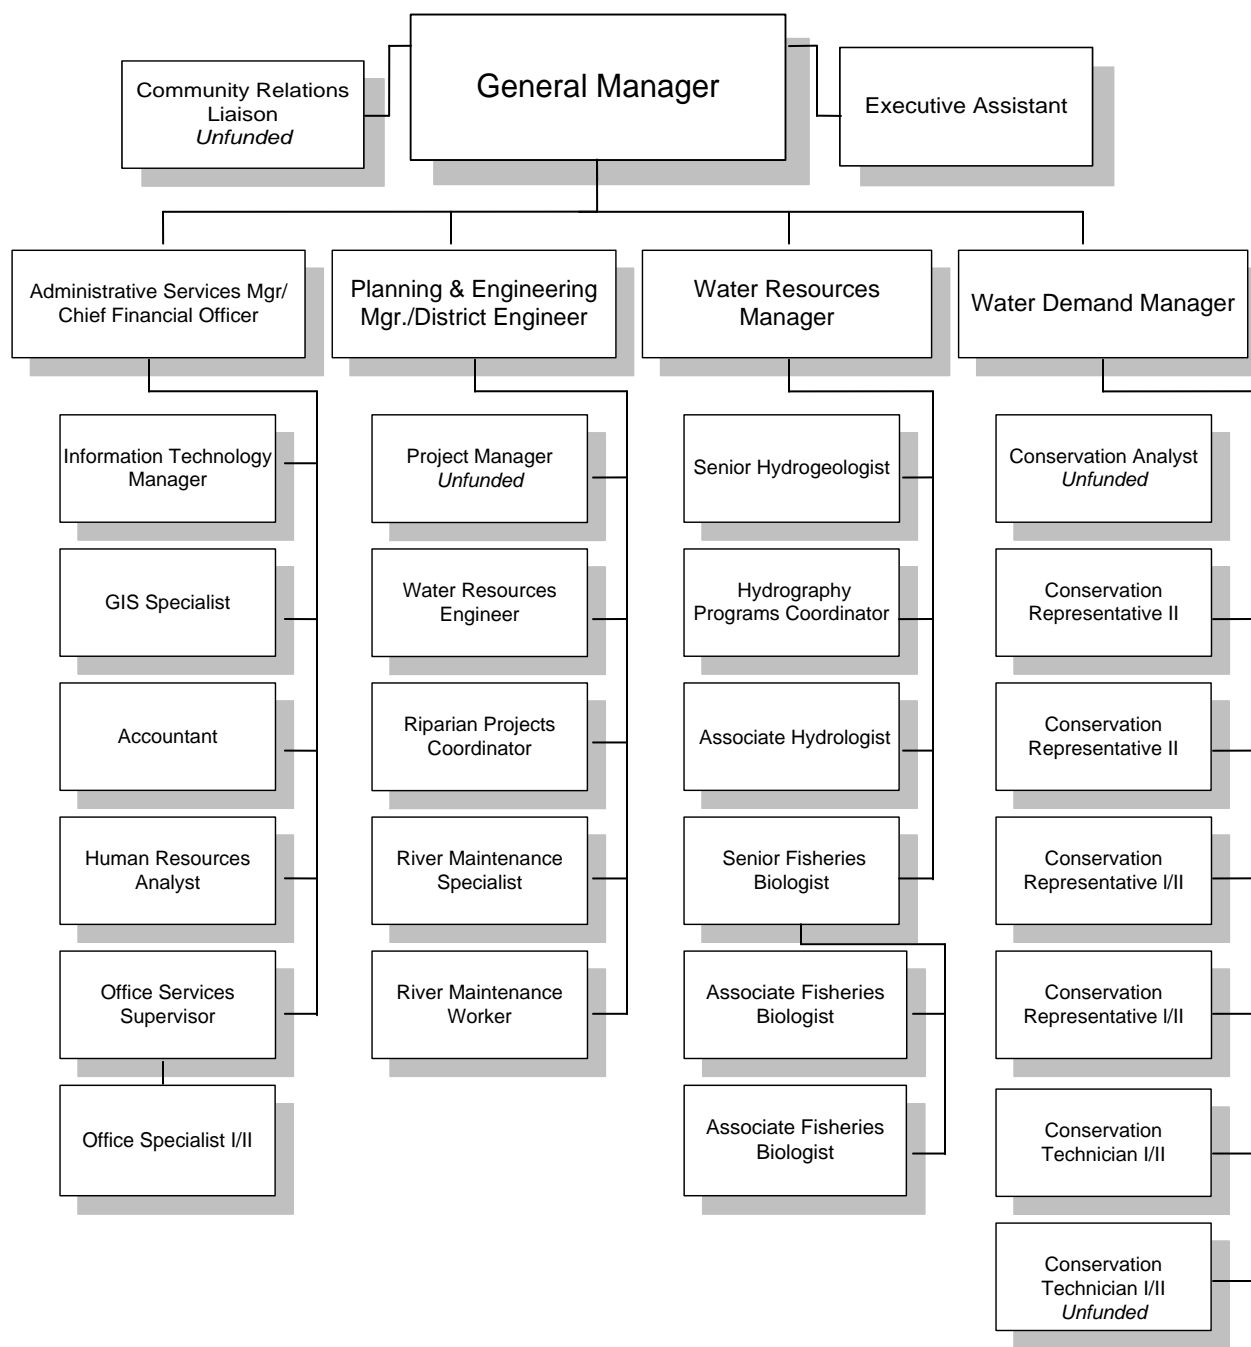 General Manager
Community Relations
Liaison
Unfunded
Executive Assistant
Administrative Services Mgr/
Chief Financial Officer
Planning & Engineering
Mgr./District Engineer
Water Resources
Manager
Water Demand Manager
Information Technology
Manager
GIS Specialist
Accountant
Human Resources
Analyst
Office Services
Supervisor
Office Specialist I/II
Project Manager
Unfunded
Water Resources
Engineer
Riparian Projects
Coordinator
River Maintenance
Specialist
River Maintenance
Worker
Senior Hydrogeologist
Hydrography
Programs Coordinator
Associate Hydrologist
Senior Fisheries
Biologist
Associate Fisheries
Biologist
Associate Fisheries
Biologist
Conservation Analyst
Unfunded
Conservation
Representative II
Conservation
Representative II
Conservation
Representative I/II
Conservation
Representative I/II
Conservation
Technician I/II
Conservation
Technician I/II
Unfunded